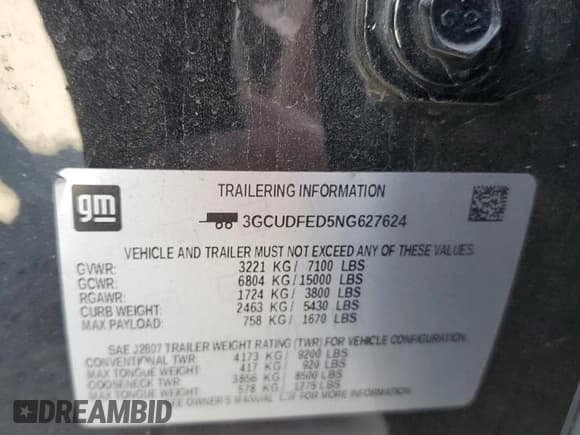 gm
TRAILERING INFORMATION
3GCUDFED5NG627624
VEHICLE AND TRAILER MUST NOT EXCEED ANY OF THESE VALUES.
GVWR: 3221 KG / 7100 LBS
GCWR: 6804 KG / 15000 LBS
RGAWR: 1724 KG / 3800 LBS
CURB WEIGHT: 2463 KG / 5430 LBS
MAX PAYLOAD: 758 KG / 1670 LBS
SAE J2807 TRAILER WEIGHT RATING (TWR) FOR VEHICLE CONFIGURATION
CONVENTIONAL TWR: 4173 KG / 9200 LBS
MAX TONGUE WEIGHT: 417 KG / 920 LBS
GOOSENECK TWR: 3856 KG / 8500 LBS
MAX TONGUE WEIGHT: 578 KG / 1275 LBS
SEE OWNER'S MANUAL FOR MORE INFORMATION.
DREAMBID